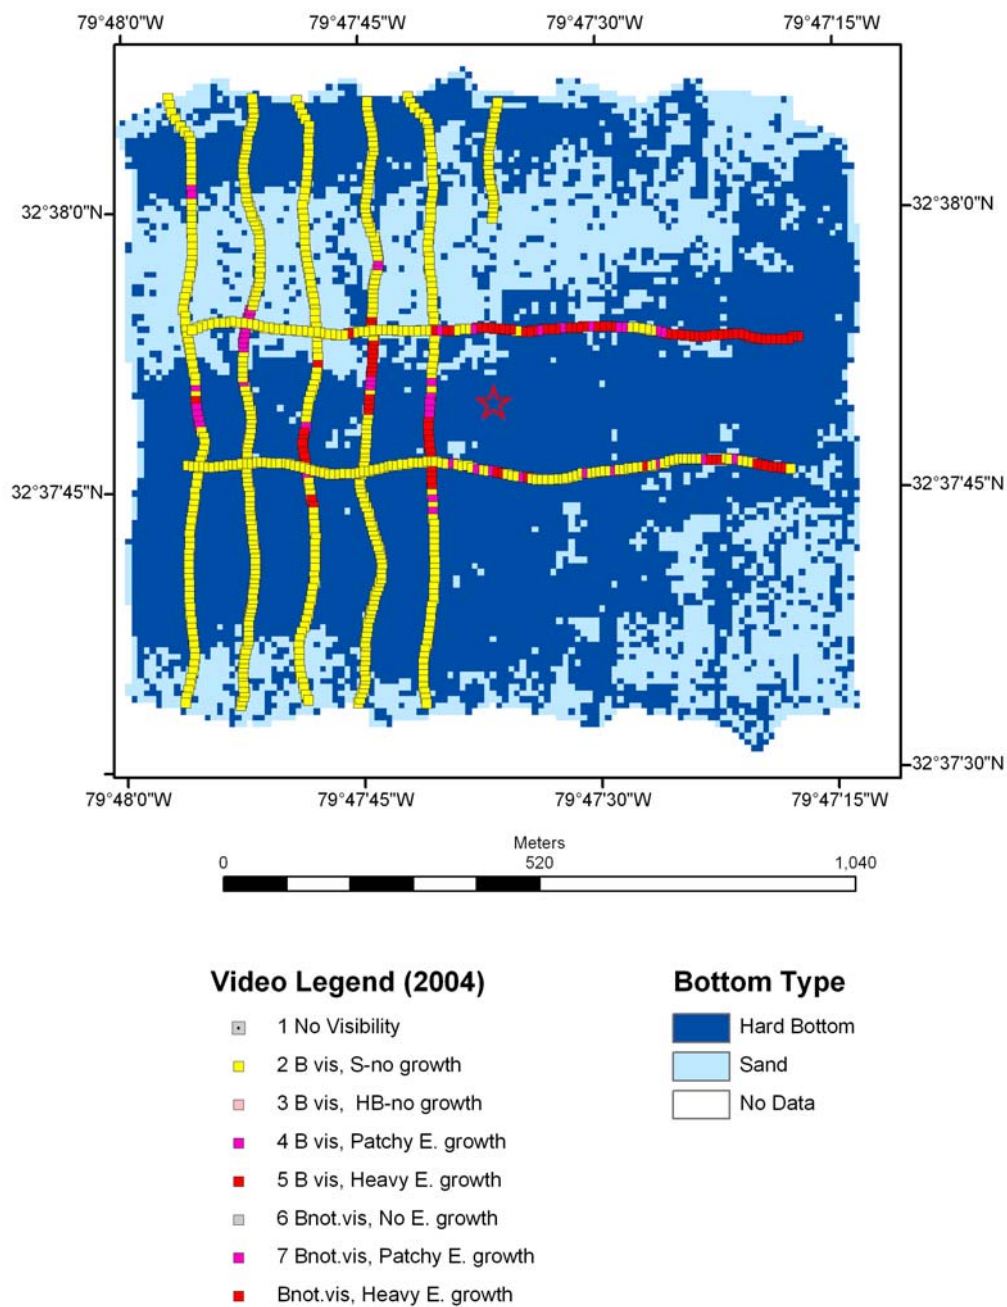 79°48'0"W 79°47'45"W 79°47'30"W 79°47'15"W
32°38'0"N 32°38'0"N
32°37'45"N 32°37'45"N
32°37'30"N
79°48'0"W 79°47'45"W 79°47'30"W 79°47'15"W
Meters
0 520 1,040
Video Legend (2004)
1 No Visibility
2 B vis, S-no growth
3 B vis, HB-no growth
4 B vis, Patchy E. growth
5 B vis, Heavy E. growth
6 Bnot.vis, No E. growth
7 Bnot.vis, Patchy E. growth
Bnot.vis, Heavy E. growth
Bottom Type
Hard Bottom
Sand
No Data